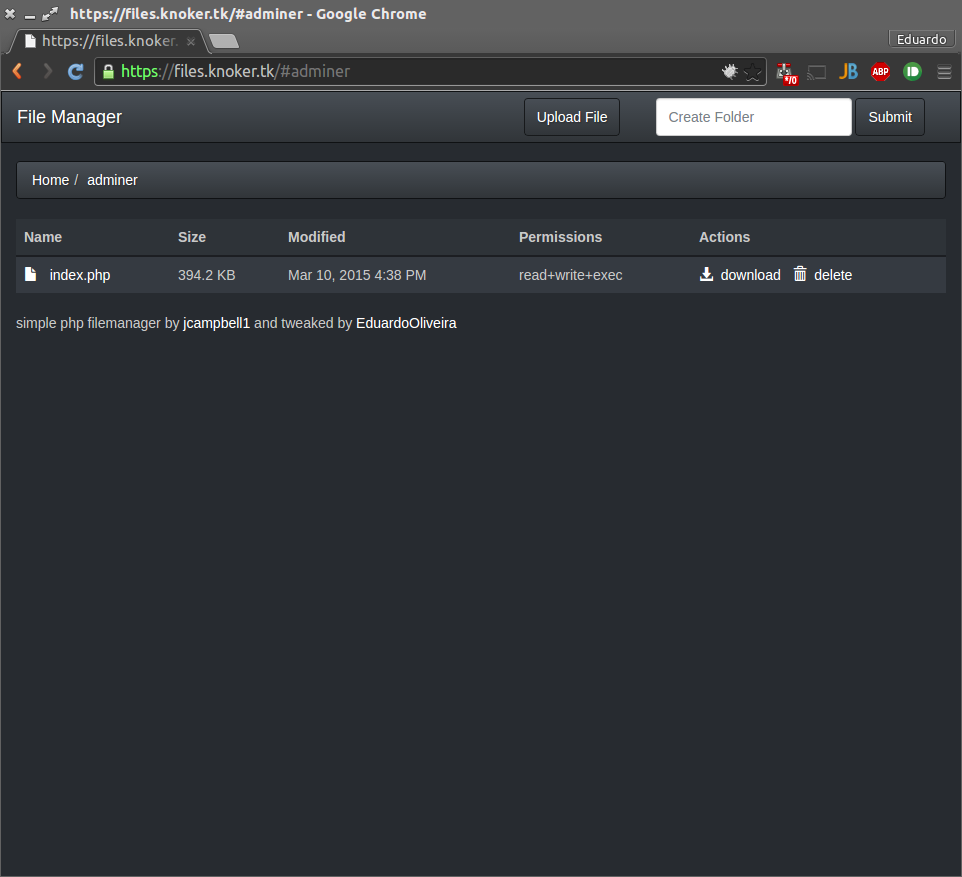 https://files.knoker.tk/#adminer - Google Chrome
https://files.knoker.
Eduardo
https://files.knoker.tk/#adminer
*/0
JB
ABP
File Manager
Upload File
Create Folder
Submit
Home / adminer
Name Size Modified Permissions Actions
index.php 394.2 KB Mar 10, 2015 4:38 PM read+write+exec download delete
simple php filemanager by jcampbell1 and tweaked by EduardoOliveira